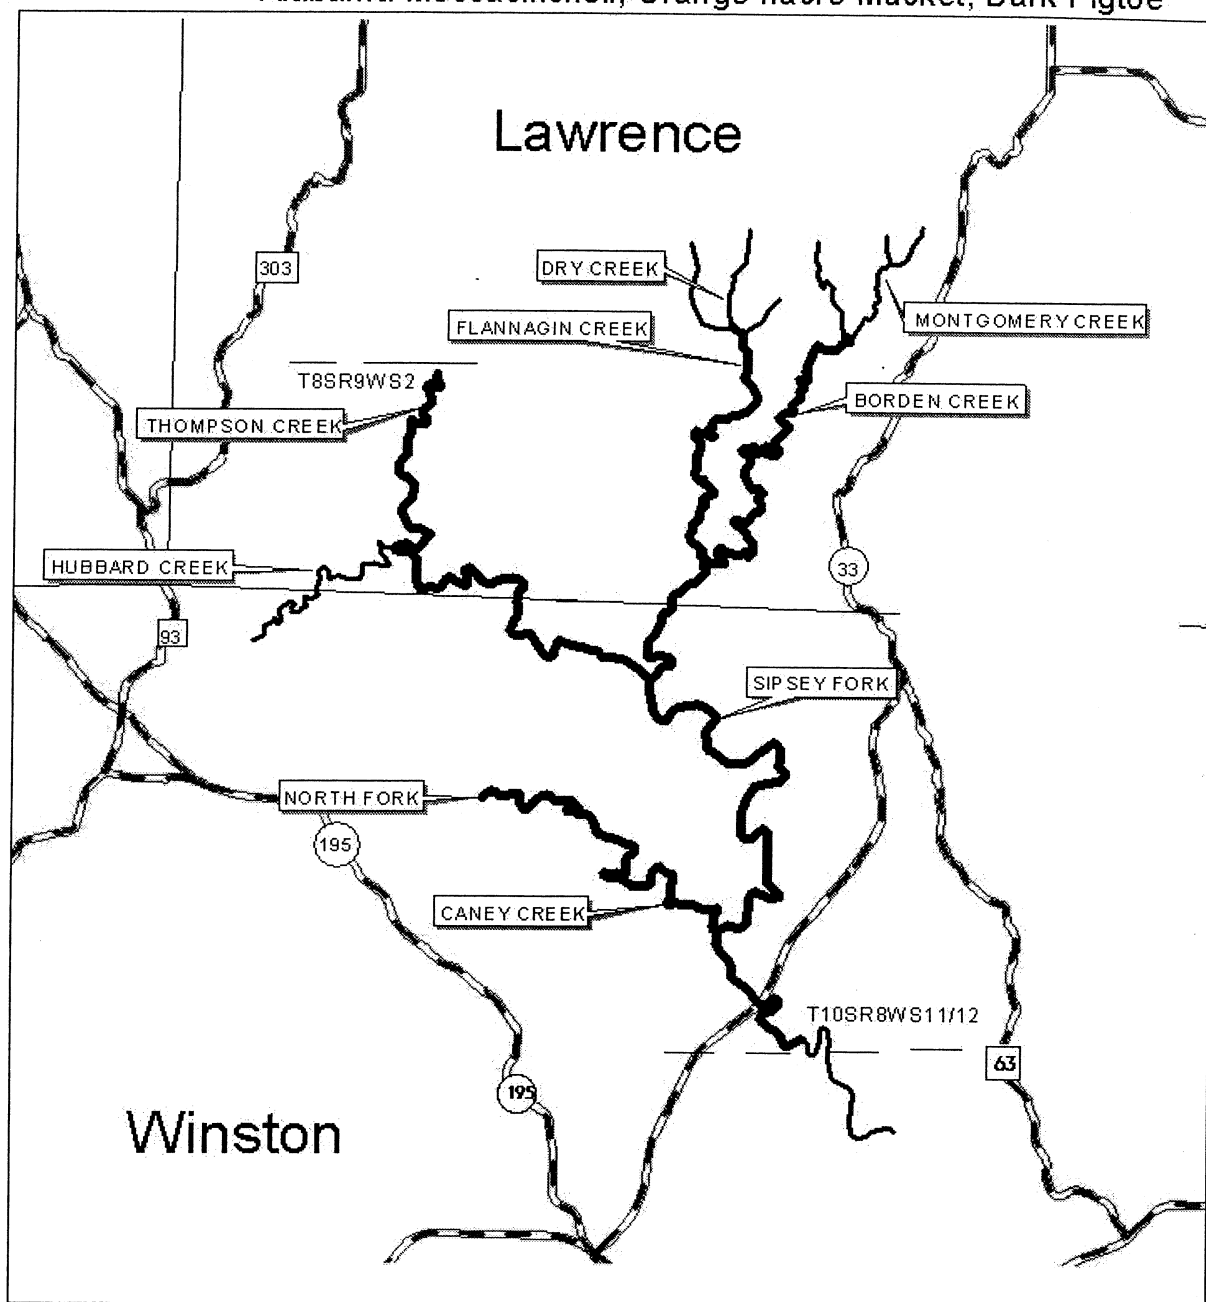 Lawrence
DRY CREEK
303
FLANNAGIN CREEK
MONTGOMERY CREEK
T8SR9WS2
BORDEN CREEK
THOMPSON CREEK
HUBBARD CREEK
33
93
SIPSEY FORK
NORTH FORK
195
CANEY CREEK
T10SR8WS11/12
63
195
Winston